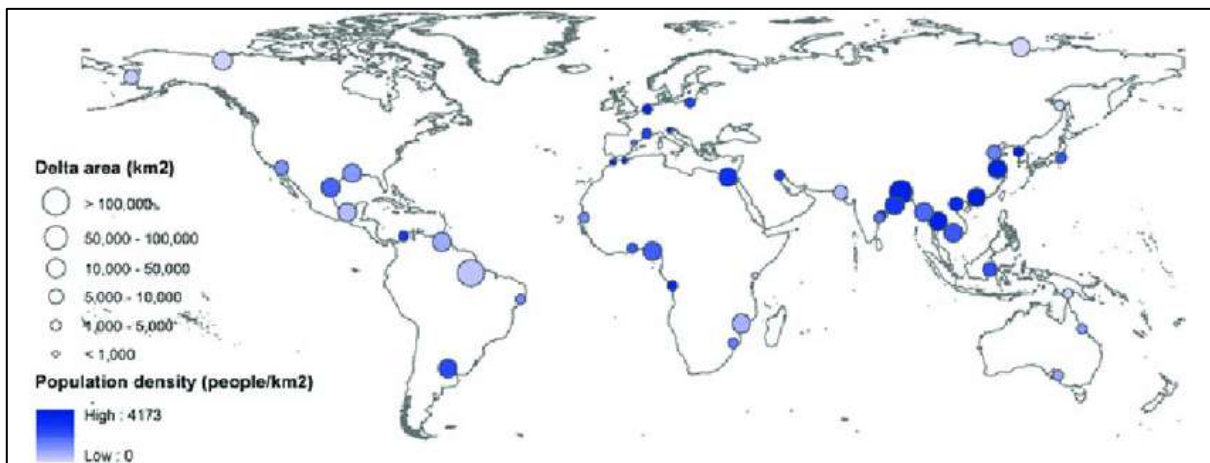 Delta area (km2)
> 100,000
50,000 - 100,000
10,000 - 50,000
5,000 - 10,000
1,000 - 5,000
< 1,000
Population density (people/km2)
High : 4173
Low : 0